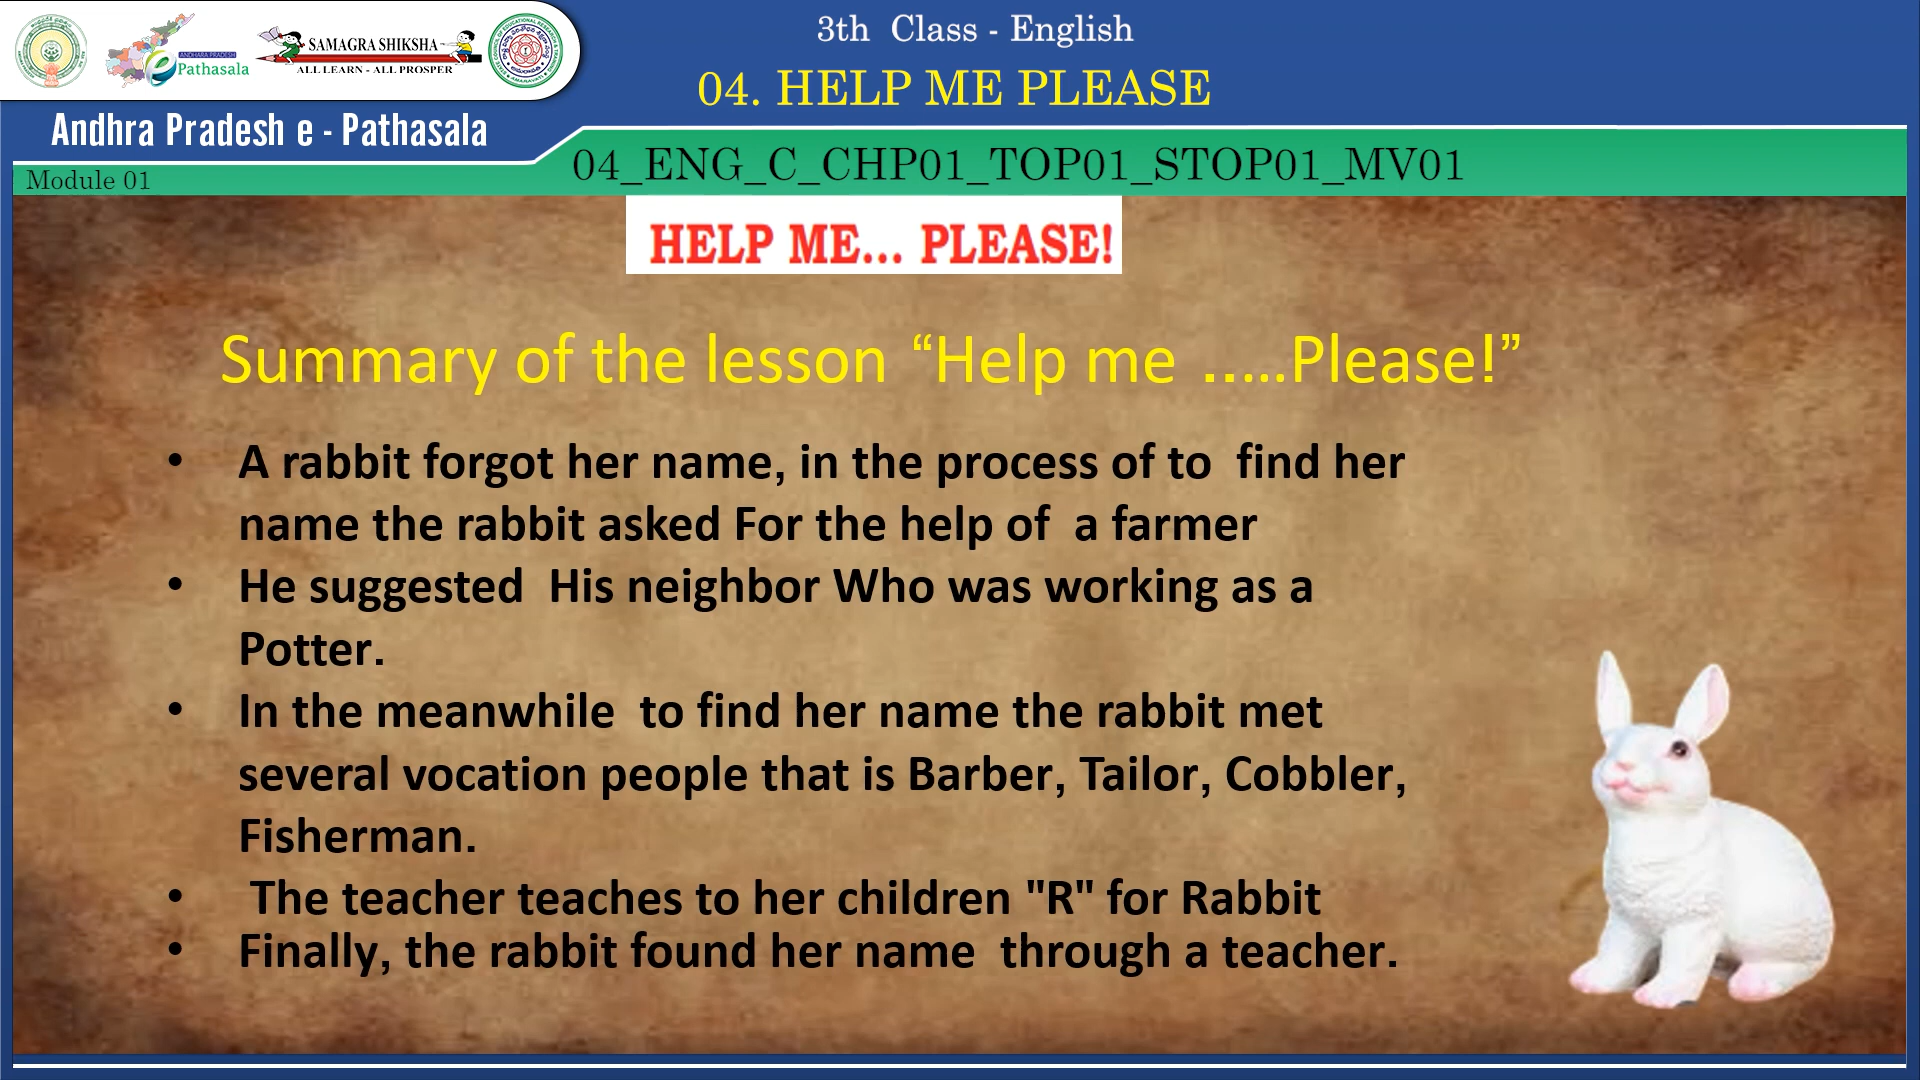 3th Class - English
04. HELP ME PLEASE
ANDHARA PRADESH
Pathasala
SAMAGRA SHIKSHA
ALL LEARN - ALL PROSPER
Andhra Pradesh e - Pathasala
04_ENG_C_CHP01_TOP01_STOP01_MV01
Module 01
HELP ME... PLEASE!
Summary of the lesson “Help me .....Please!”
• A rabbit forgot her name, in the process of to find her
name the rabbit asked For the help of a farmer
• He suggested His neighbor Who was working as a
Potter.
• In the meanwhile to find her name the rabbit met
several vocation people that is Barber, Tailor, Cobbler,
Fisherman.
• The teacher teaches to her children "R" for Rabbit
• Finally, the rabbit found her name through a teacher.